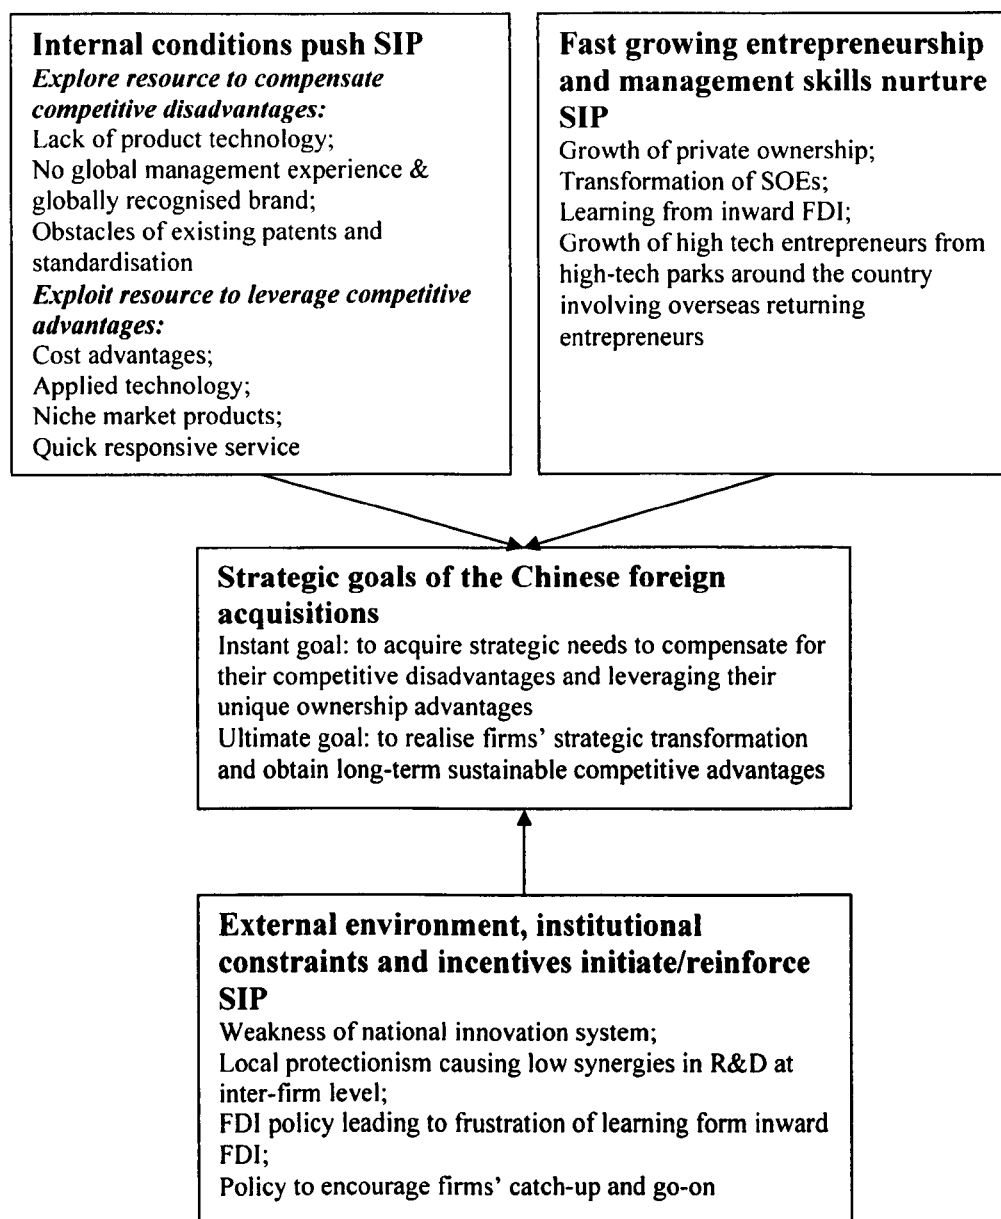 Internal conditions push SIP
Explore resource to compensate
competitive disadvantages:
Lack of product technology;
No global management experience &
globally recognised brand;
Obstacles of existing patents and
standardisation
Exploit resource to leverage competitive
advantages:
Cost advantages;
Applied technology;
Niche market products;
Quick responsive service
Fast growing entrepreneurship
and management skills nurture
SIP
Growth of private ownership;
Transformation of SOEs;
Learning from inward FDI;
Growth of high tech entrepreneurs from
high-tech parks around the country
involving overseas returning
entrepreneurs
Strategic goals of the Chinese foreign
acquisitions
Instant goal: to acquire strategic needs to compensate for
their competitive disadvantages and leveraging their
unique ownership advantages
Ultimate goal: to realise firms' strategic transformation
and obtain long-term sustainable competitive advantages
External environment, institutional
constraints and incentives initiate/reinforce
SIP
Weakness of national innovation system;
Local protectionism causing low synergies in R&D at
inter-firm level;
FDI policy leading to frustration of learning form inward
FDI;
Policy to encourage firms' catch-up and go-on